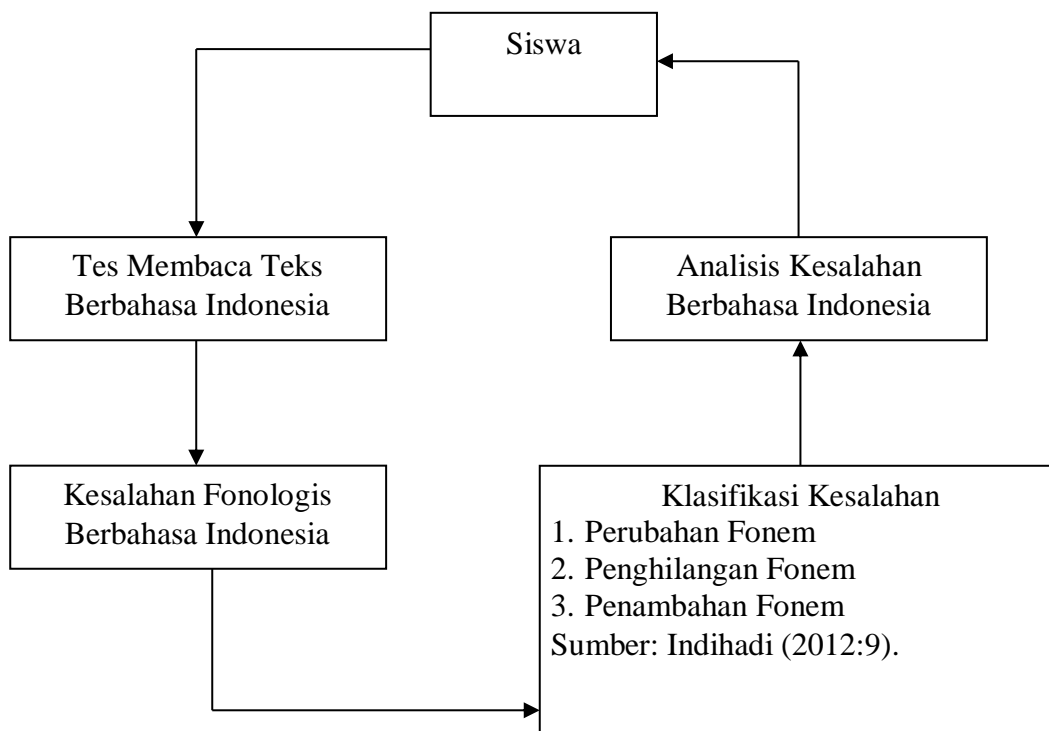 Siswa
Tes Membaca Teks
Berbahasa Indonesia
Analisis Kesalahan
Berbahasa Indonesia
Kesalahan Fonologis
Berbahasa Indonesia
Klasifikasi Kesalahan
1. Perubahan Fonem
2. Penghilangan Fonem
3. Penambahan Fonem
Sumber: Indihadi (2012:9).